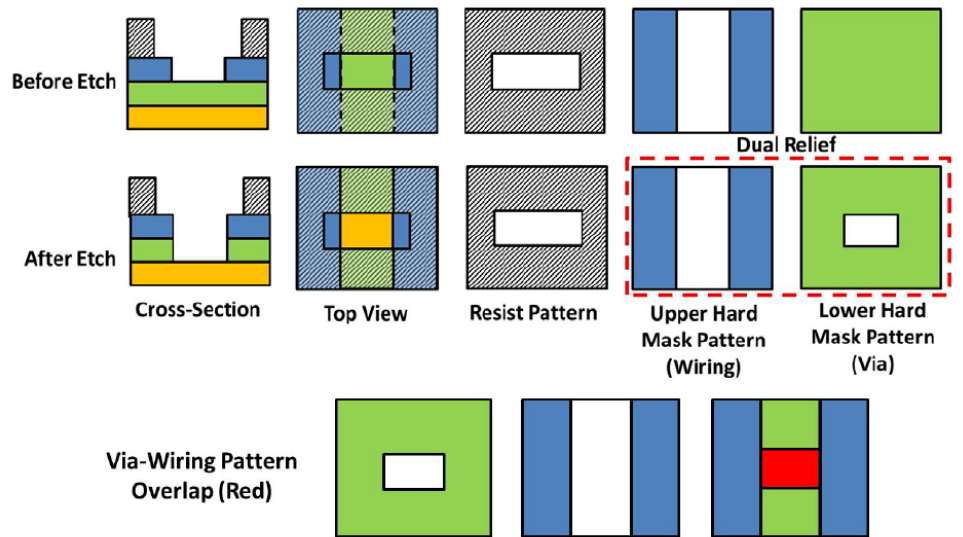 Before Etch
Dual Relief
After Etch
Cross-Section
Top View
Resist Pattern
Upper Hard
Mask Pattern
(Wiring)
Lower Hard
Mask Pattern
(Via)
Via-Wiring Pattern
Overlap (Red)